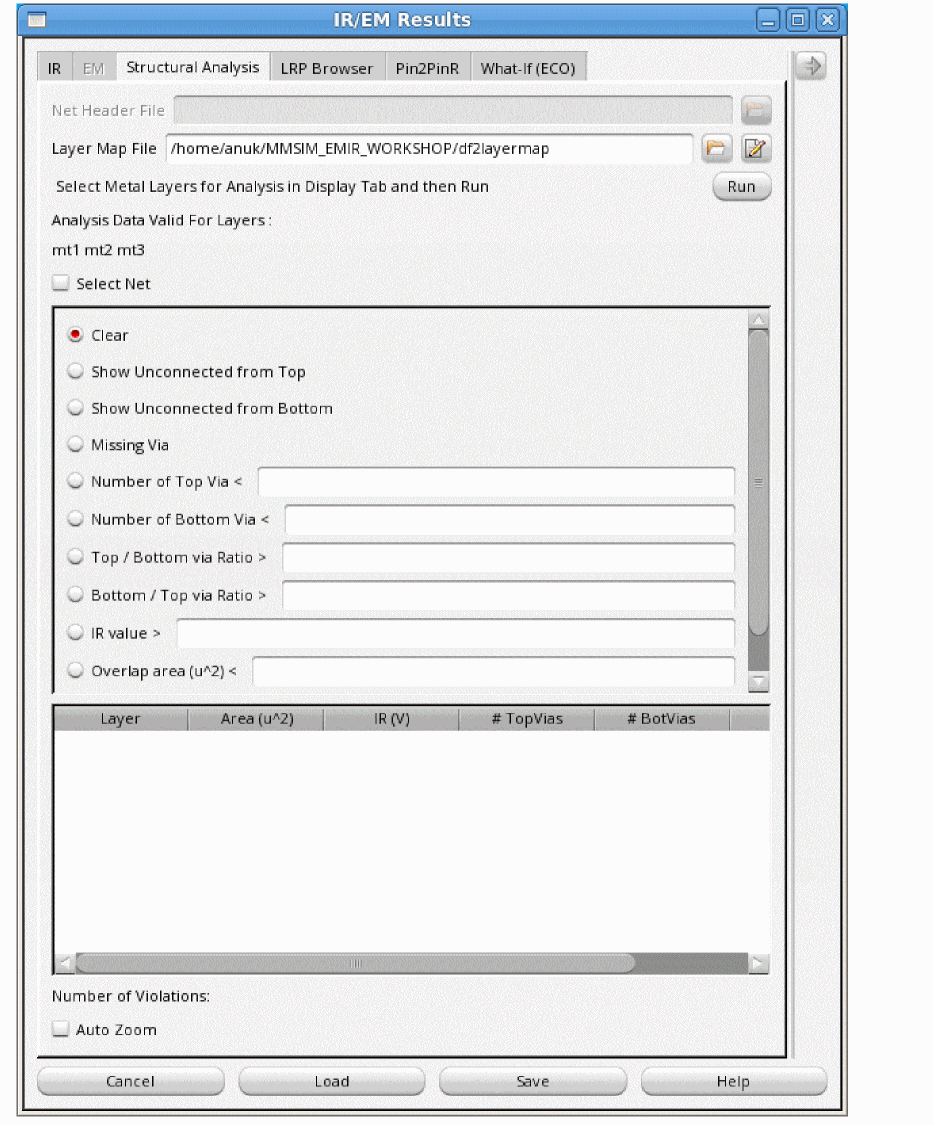 IR/EM Results
IR EM Structural Analysis LRP Browser Pin2PinR What-If (ECO)
Net Header File
Layer Map File /home/anuk/MMSIM_EMIR_WORKSHOP/df2layermap
Select Metal Layers for Analysis in Display Tab and then Run Run
Analysis Data Valid For Layers :
mt1 mt2 mt3
Select Net
Clear
Show Unconnected from Top
Show Unconnected from Bottom
Missing Via
Number of Top Via <
Number of Bottom Via <
Top / Bottom via Ratio >
Bottom / Top via Ratio >
IR value >
Overlap area (u^2) <
Layer Area (u^2) IR (V) # TopVias # BotVias
Number of Violations:
Auto Zoom
Cancel Load Save Help